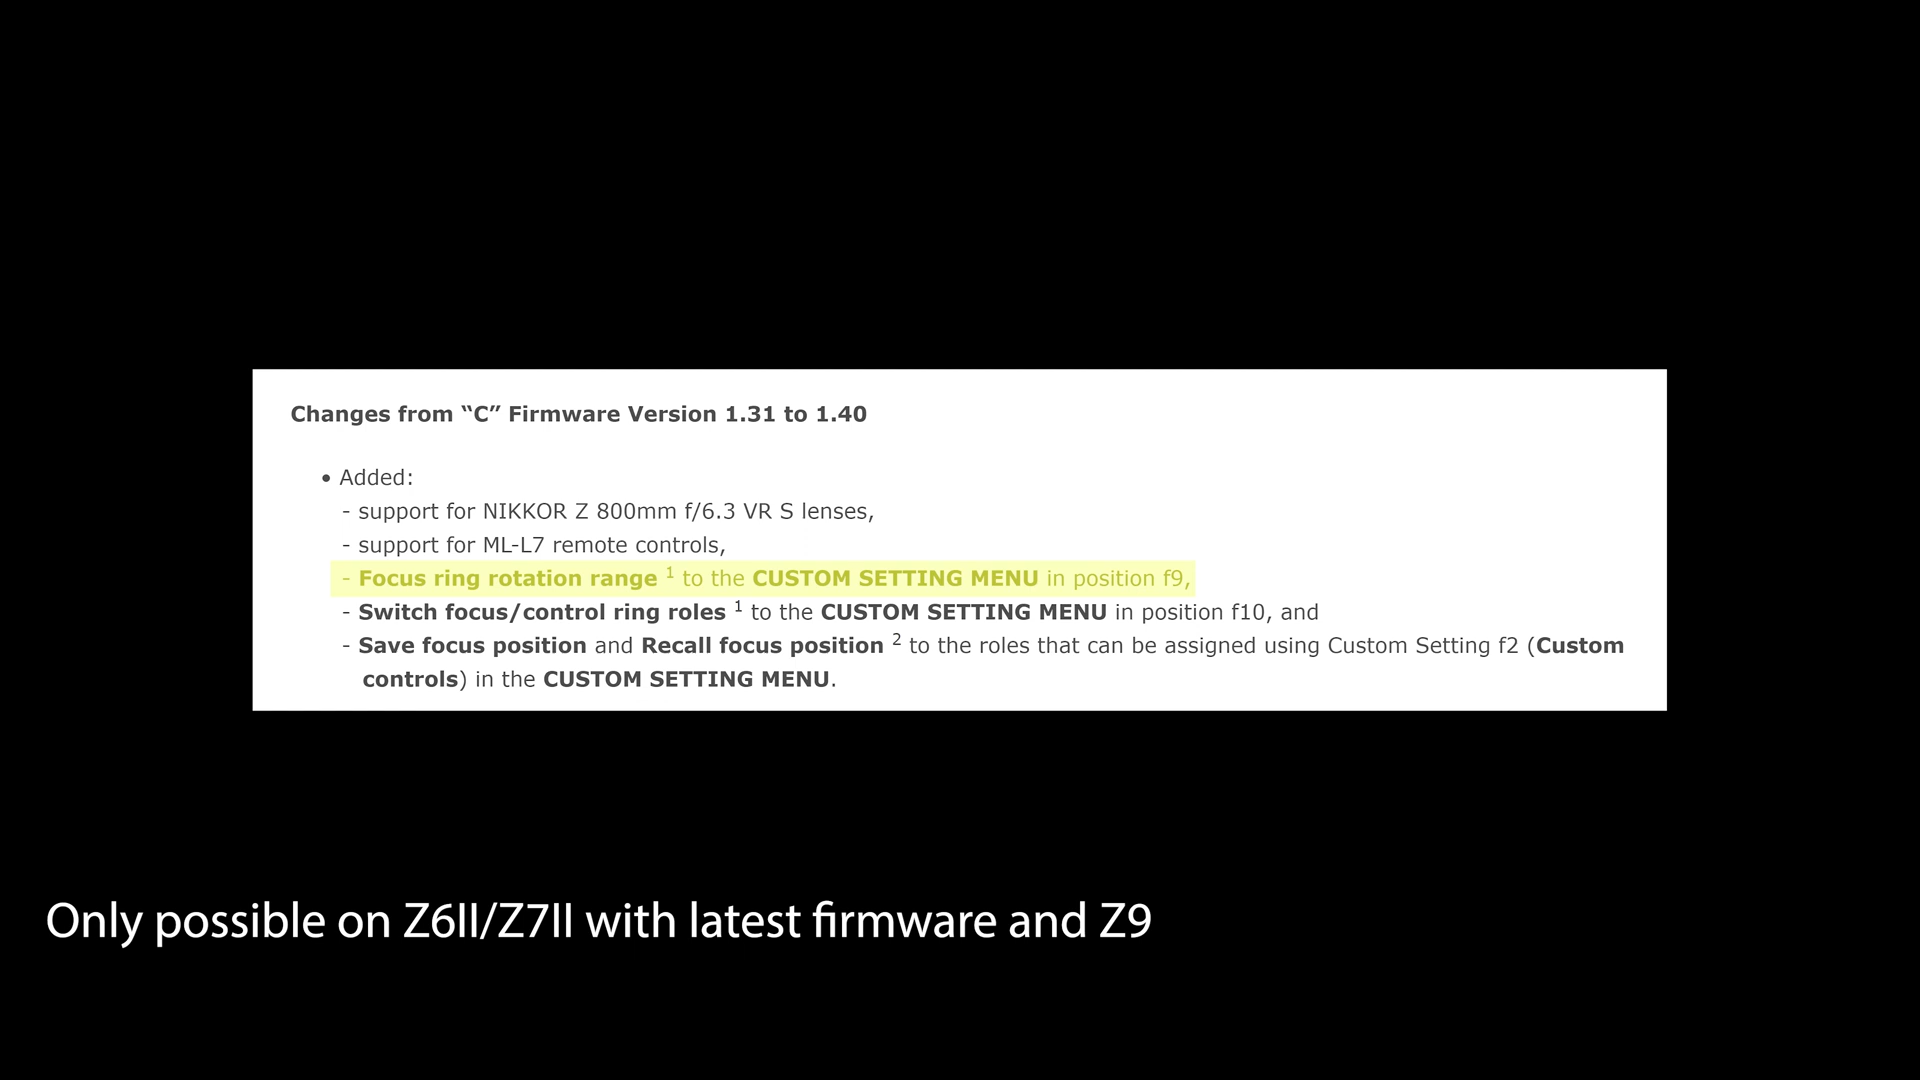 Changes from “C” Firmware Version 1.31 to 1.40
• Added:
- support for NIKKOR Z 800mm f/6.3 VR S lenses,
- support for ML-L7 remote controls,
- Focus ring rotation range 1 to the CUSTOM SETTING MENU in position f9,
- Switch focus/control ring roles 1 to the CUSTOM SETTING MENU in position f10, and
- Save focus position and Recall focus position 2 to the roles that can be assigned using Custom Setting f2 (Custom
controls) in the CUSTOM SETTING MENU.
Only possible on Z6II/Z7II with latest firmware and Z9